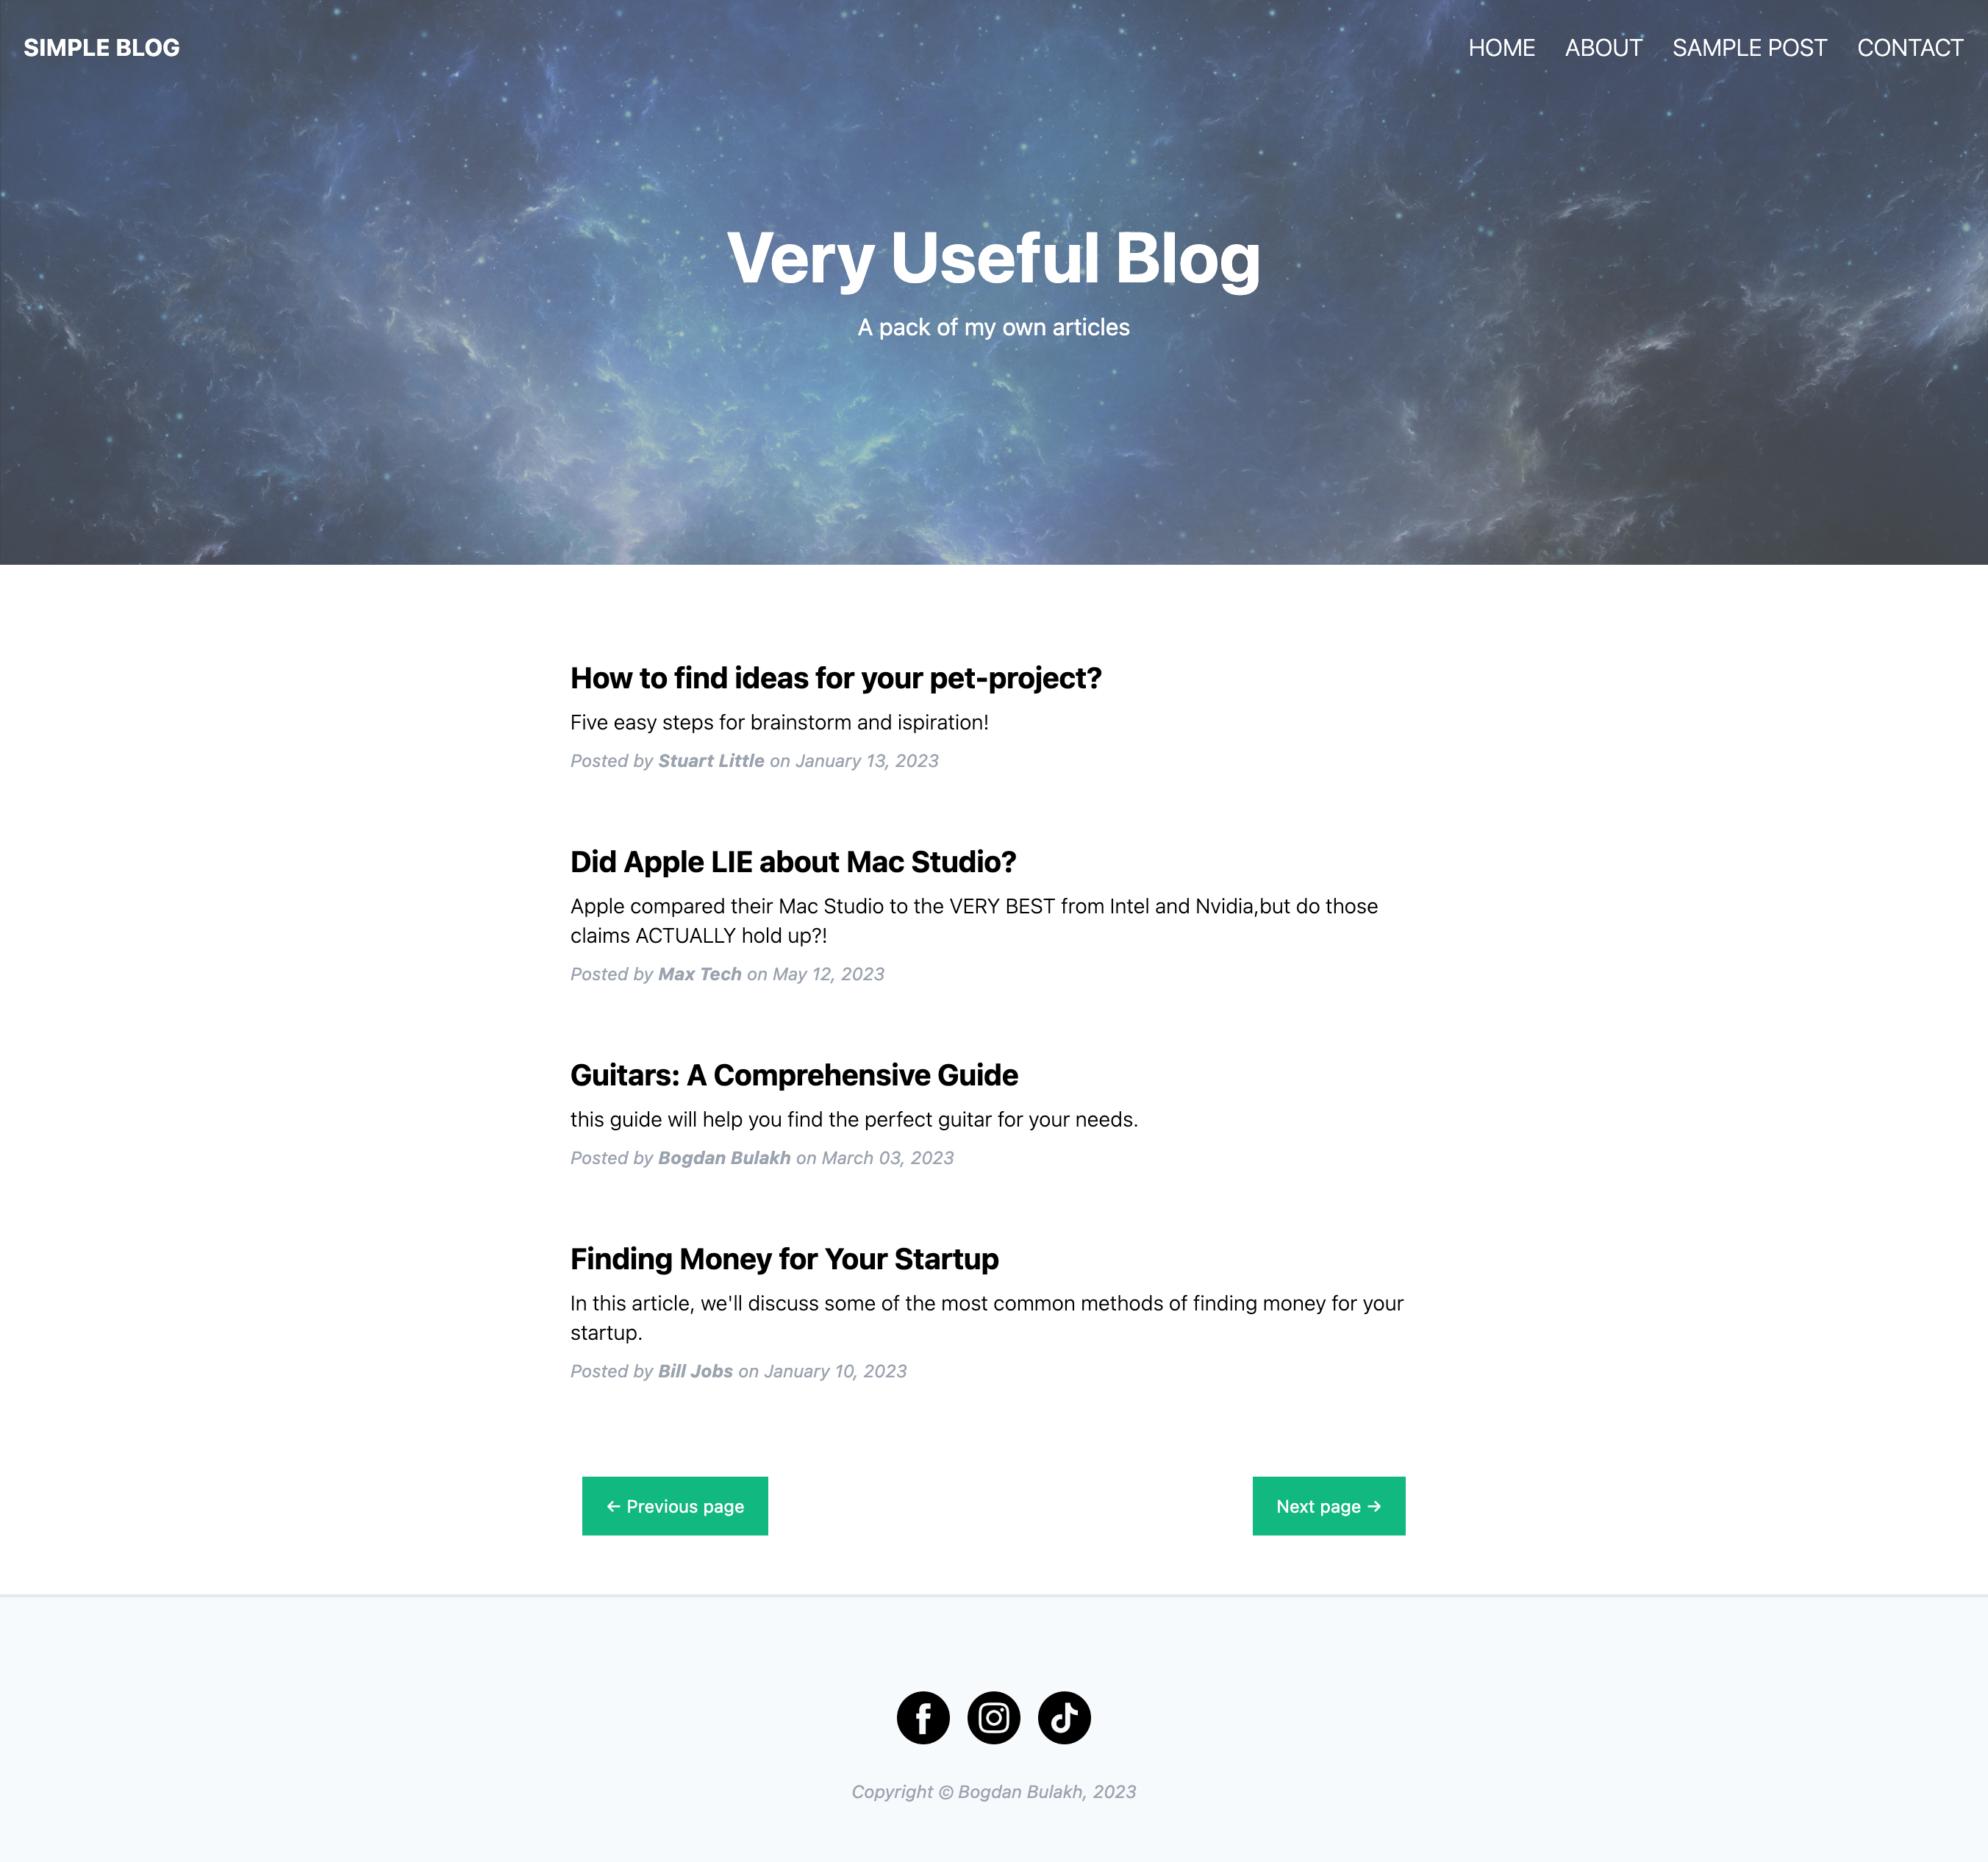 SIMPLE BLOG
HOME ABOUT SAMPLE POST CONTACT
Very Useful Blog
A pack of my own articles
How to find ideas for your pet-project?
Five easy steps for brainstorm and ispiration!
Posted by Stuart Little on January 13, 2023
Did Apple LIE about Mac Studio?
Apple compared their Mac Studio to the VERY BEST from Intel and Nvidia,but do those
claims ACTUALLY hold up?!
Posted by Max Tech on May 12, 2023
Guitars: A Comprehensive Guide
this guide will help you find the perfect guitar for your needs.
Posted by Bogdan Bulakh on March 03, 2023
Finding Money for Your Startup
In this article, we'll discuss some of the most common methods of finding money for your
startup.
Posted by Bill Jobs on January 10, 2023
← Previous page
Next page →
Copyright © Bogdan Bulakh, 2023